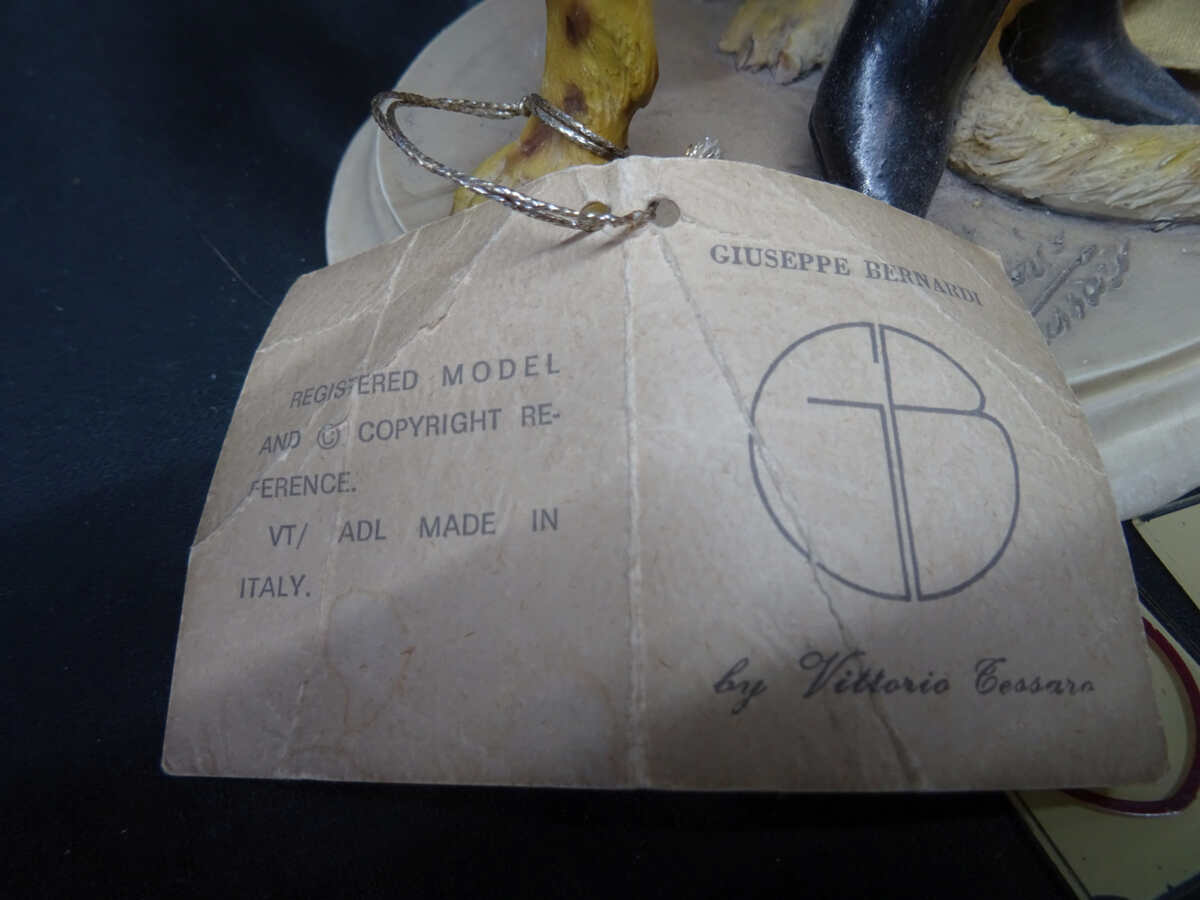 REGISTERED MODEL
AND © COPYRIGHT RE-
FERENCE.
VT/ ADL MADE IN
ITALY.
GIUSEPPE BERNARDI
GB
by Vittorio Tessaro